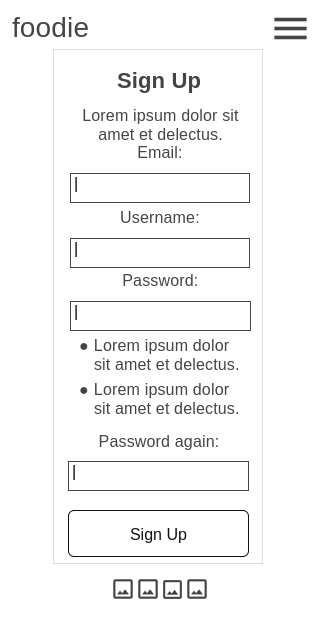 foodie
Sign Up
Lorem ipsum dolor sit
amet et delectus.
Email:
Username:
Password:
● Lorem ipsum dolor
sit amet et delectus.
● Lorem ipsum dolor
sit amet et delectus.
Password again:
Sign Up